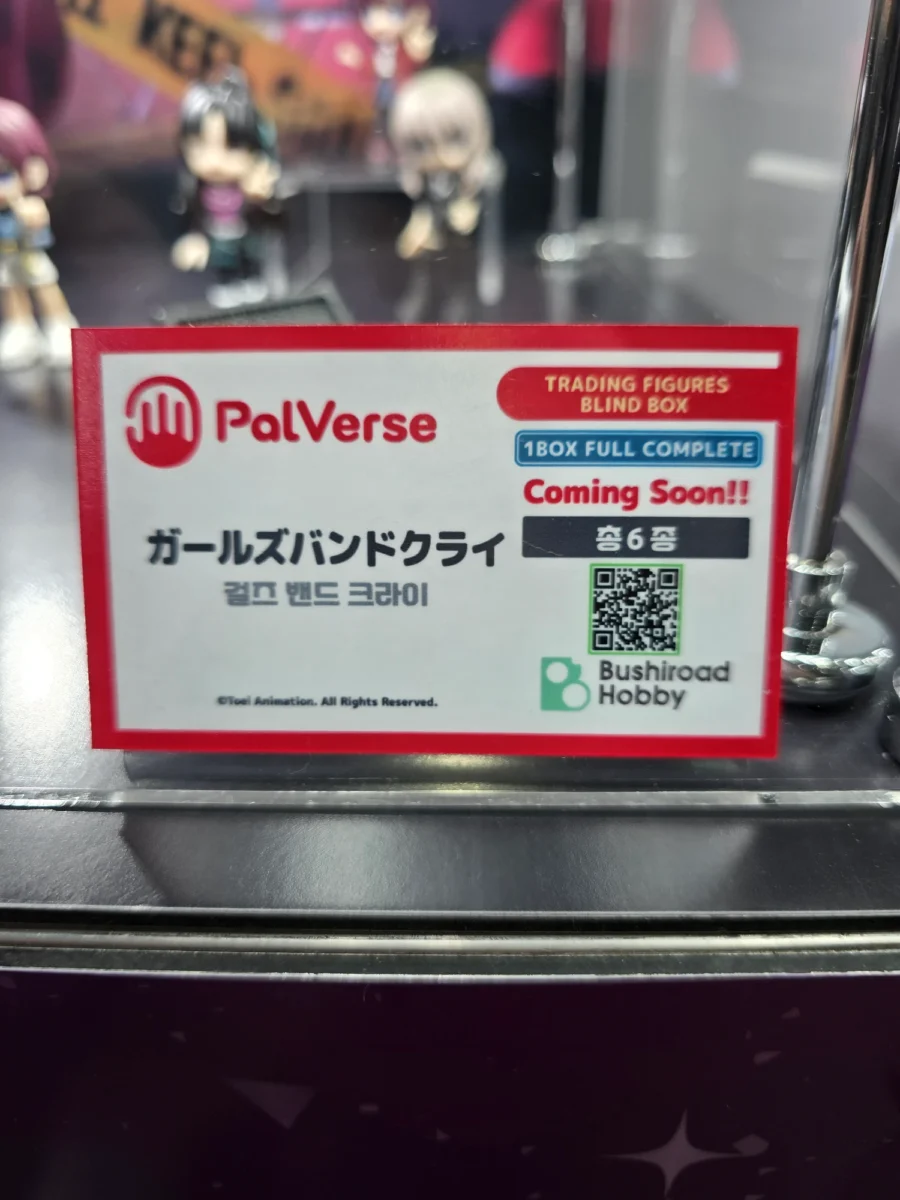 KEEP
PalVerse
TRADING FIGURES
BLIND BOX
1BOX FULL COMPLETE
Coming Soon!!
총 6 종
ガールズバンドクライ
걸즈 밴드 크라이
Bushiroad
Hobby
©Toei Animation. All Rights Reserved.